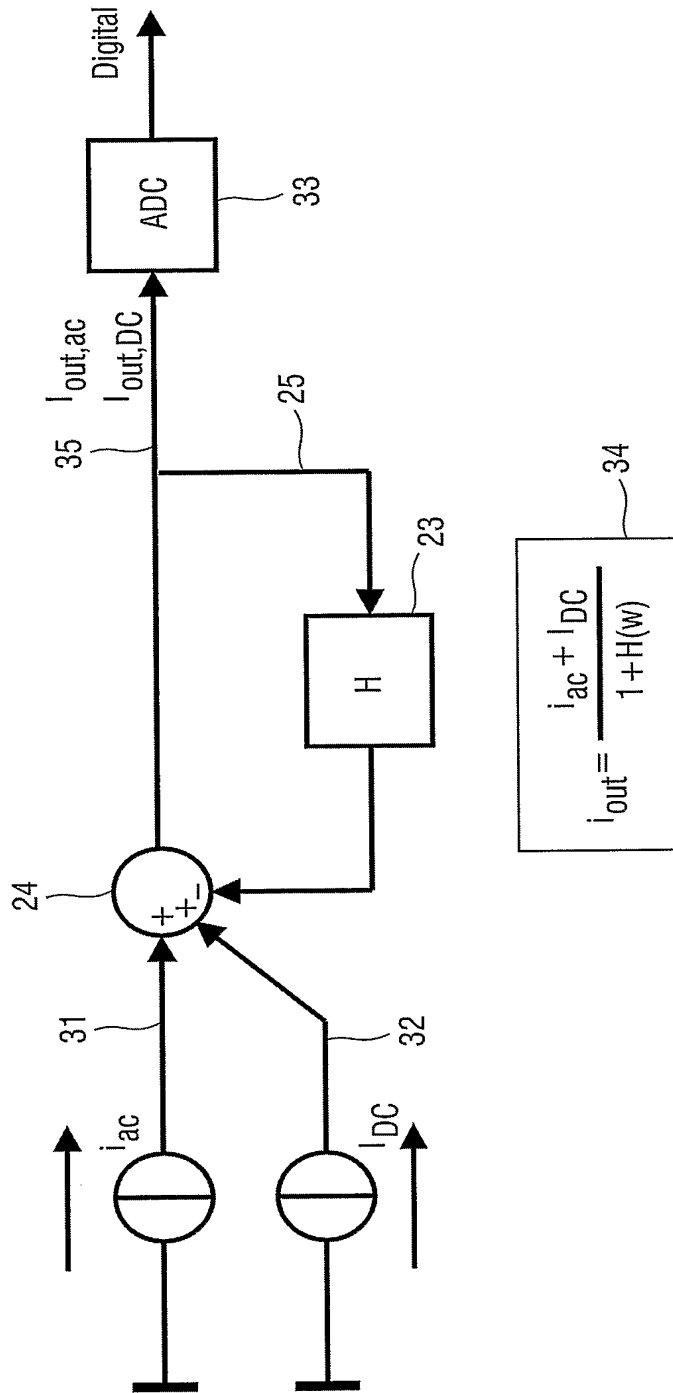 Digital
ADC
33
I_out,ac
I_out,DC
35
25
H
23
24
+
+
-
31
i_ac
32
I_DC
34
i_out = (i_ac + I_DC) / (1+H(w))